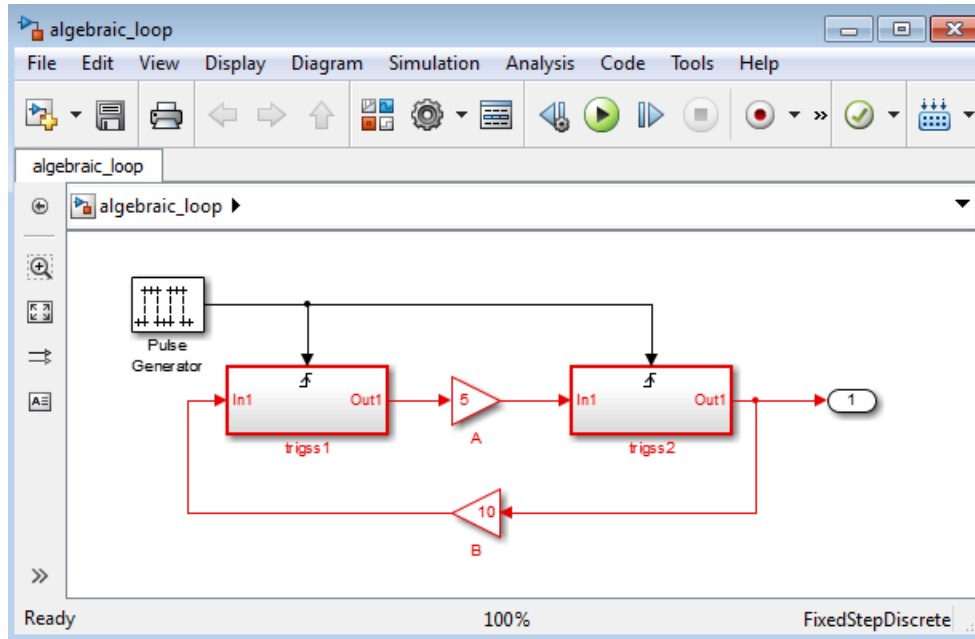 algebraic_loop
File Edit View Display Diagram Simulation Analysis Code Tools Help
algebraic_loop
algebraic_loop
Pulse
Generator
In1 Out1 5 In1 Out1 1
trigss1 A trigss2
10
B
Ready 100% FixedStepDiscrete